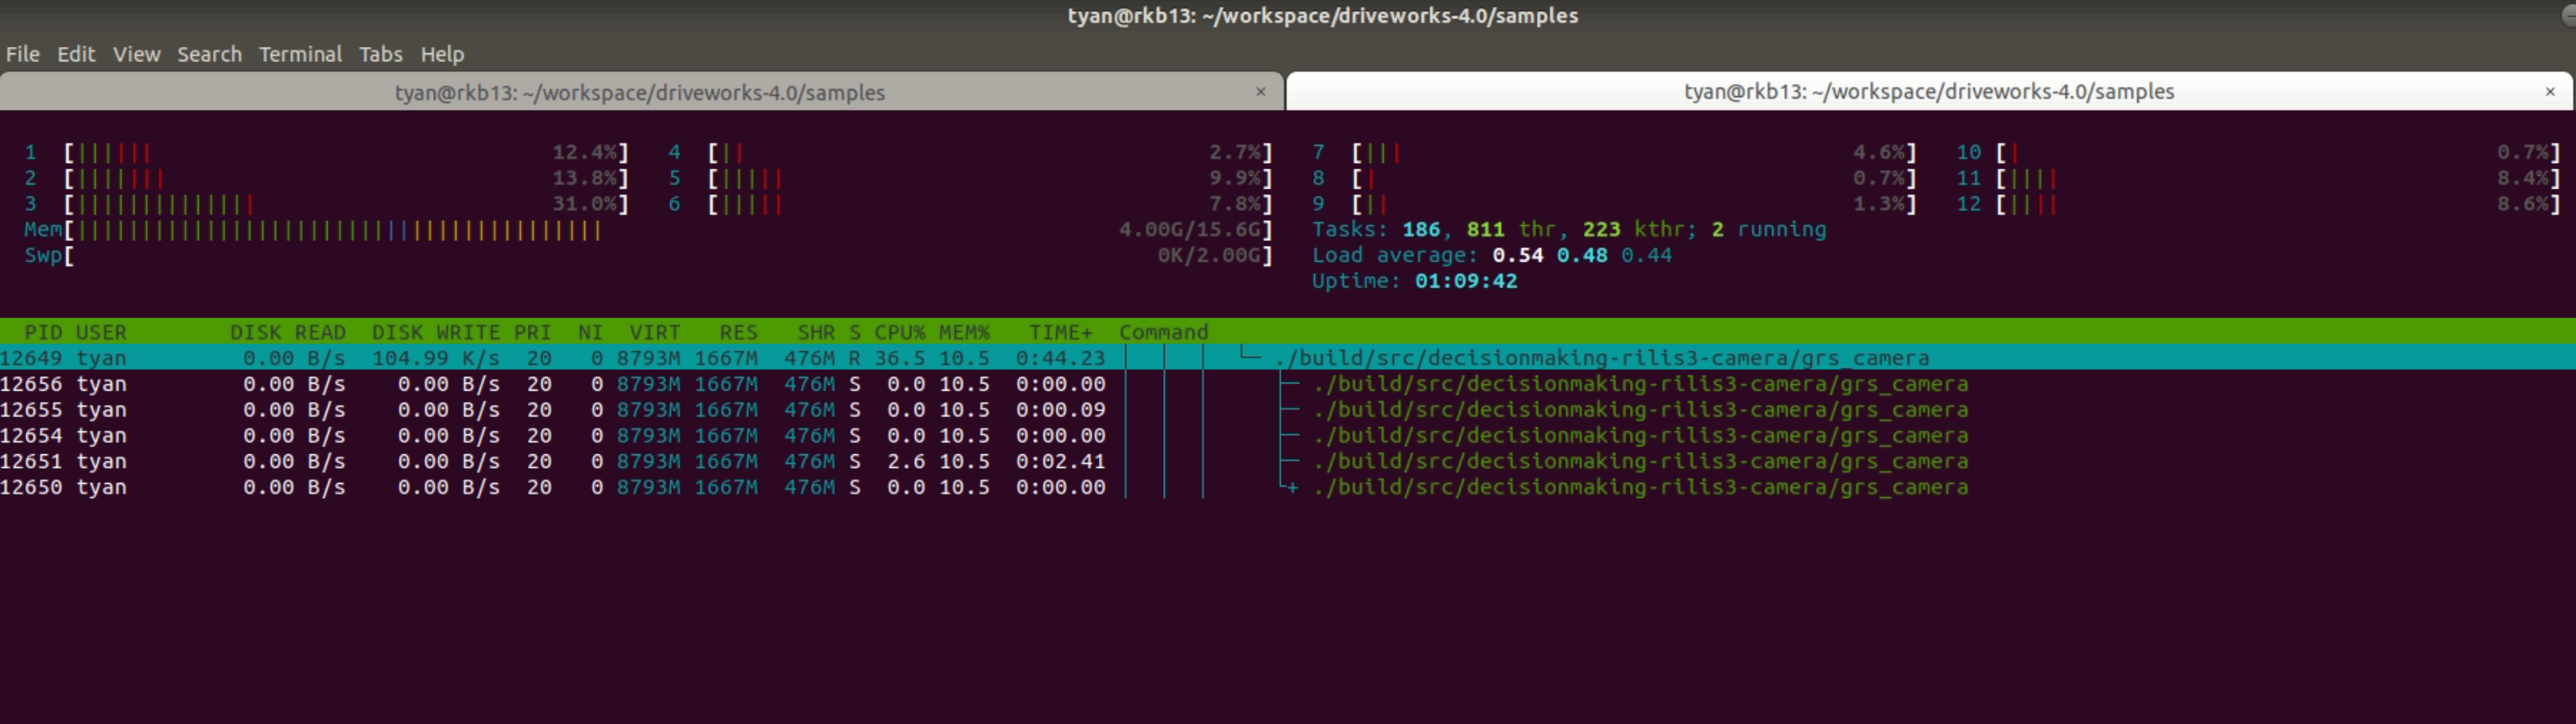 tyan@rkb13: ~/workspace/driveworks-4.0/samples
File Edit View Search Terminal Tabs Help
tyan@rkb13: ~/workspace/driveworks-4.0/samples × tyan@rkb13: ~/workspace/driveworks-4.0/samples ×
1 [|||||| 12.4%] 4 [|| 2.7%] 7 [|||| 4.6%] 10 [| 0.7%]
2 [||||||| 13.8%] 5 [||||| 9.9%] 8 [| 0.7%] 11 [|||| 8.4%]
3 [|||||||||||||| 31.0%] 6 [||||| 7.8%] 9 [|| 1.3%] 12 [|||| 8.6%]
Mem[||||||||||||||||||||||||||||||||||||||||| 4.00G/15.6G] Tasks: 186, 811 thr, 223 kthr; 2 running
Swp[ 0K/2.00G] Load average: 0.54 0.48 0.44
Uptime: 01:09:42
PID USER DISK READ DISK WRITE PRI NI VIRT RES SHR S CPU% MEM% TIME+ Command
12649 tyan 0.00 B/s 104.99 K/s 20 0 8793M 1667M 476M R 36.5 10.5 0:44.23 │ │ │ └─ ./build/src/decisionmaking-rilis3-camera/grs_camera
12656 tyan 0.00 B/s 0.00 B/s 20 0 8793M 1667M 476M S 0.0 10.5 0:00.00 │ │ │ ├─ ./build/src/decisionmaking-rilis3-camera/grs_camera
12655 tyan 0.00 B/s 0.00 B/s 20 0 8793M 1667M 476M S 0.0 10.5 0:00.09 │ │ │ ├─ ./build/src/decisionmaking-rilis3-camera/grs_camera
12654 tyan 0.00 B/s 0.00 B/s 20 0 8793M 1667M 476M S 0.0 10.5 0:00.00 │ │ │ ├─ ./build/src/decisionmaking-rilis3-camera/grs_camera
12651 tyan 0.00 B/s 0.00 B/s 20 0 8793M 1667M 476M S 2.6 10.5 0:02.41 │ │ │ ├─ ./build/src/decisionmaking-rilis3-camera/grs_camera
12650 tyan 0.00 B/s 0.00 B/s 20 0 8793M 1667M 476M S 0.0 10.5 0:00.00 │ │ │ └+ ./build/src/decisionmaking-rilis3-camera/grs_camera